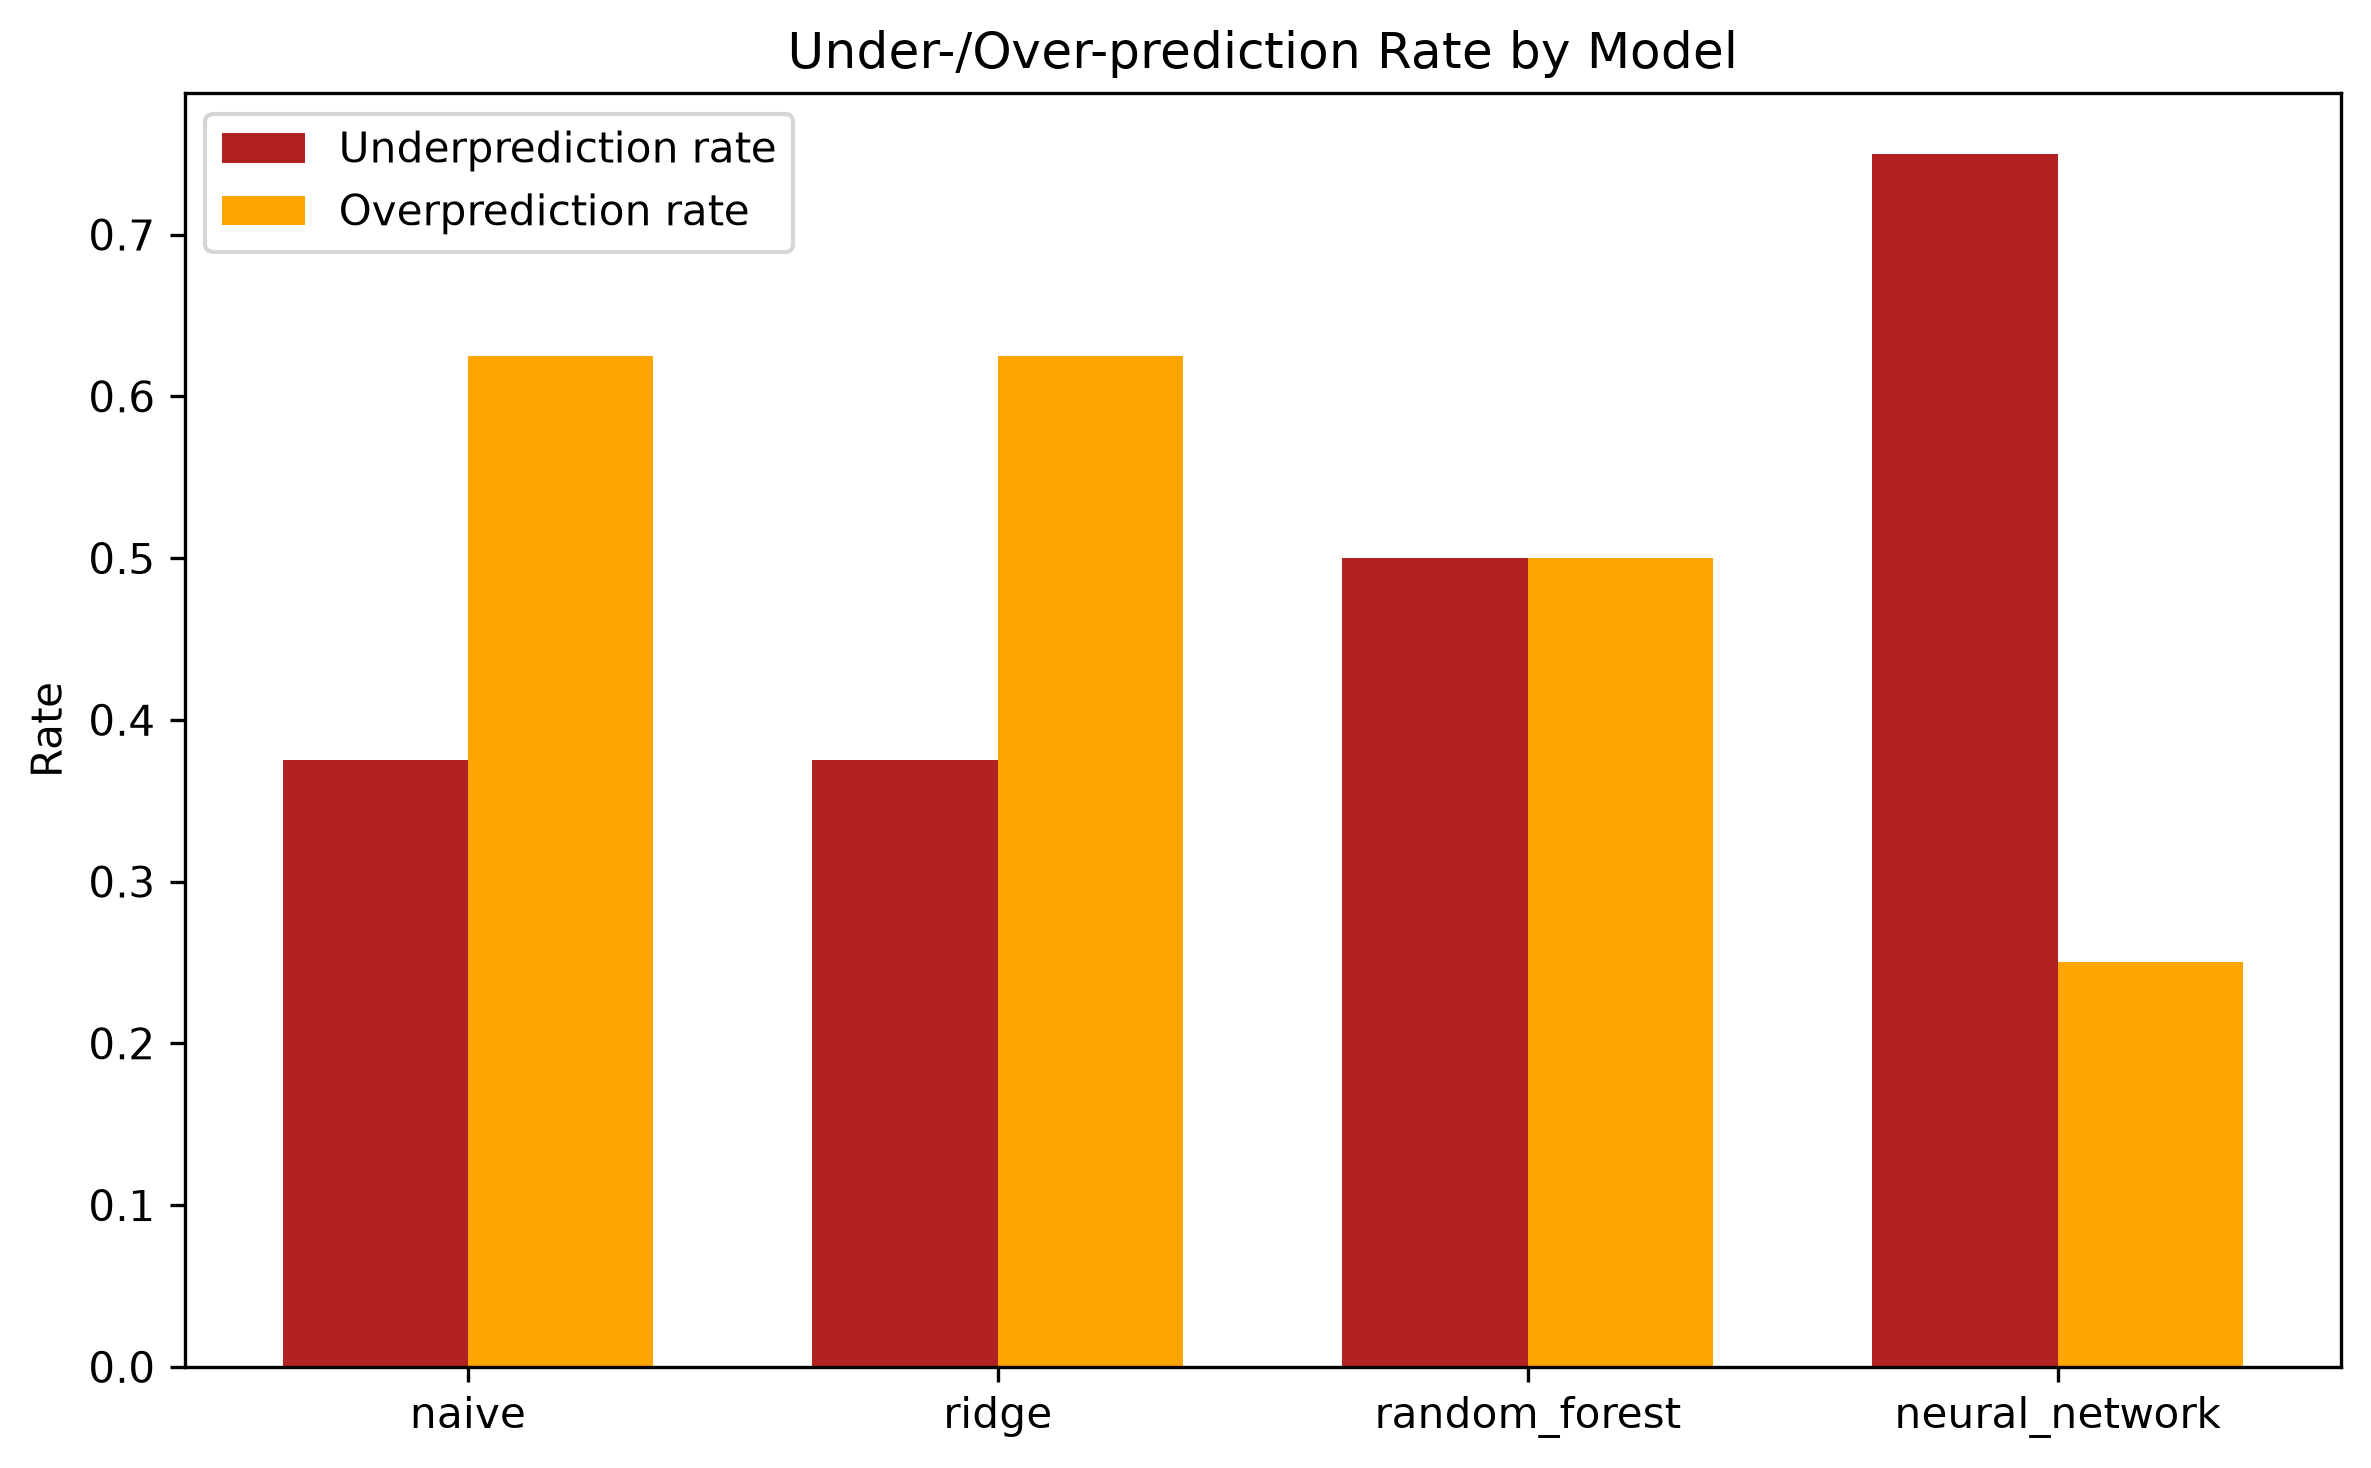 Under-/Over-prediction Rate by Model
Underprediction rate
Overprediction rate
0.7
0.6
0.5
0.4
0.3
0.2
0.1
0.0
Rate
naive
ridge
random_forest
neural_network